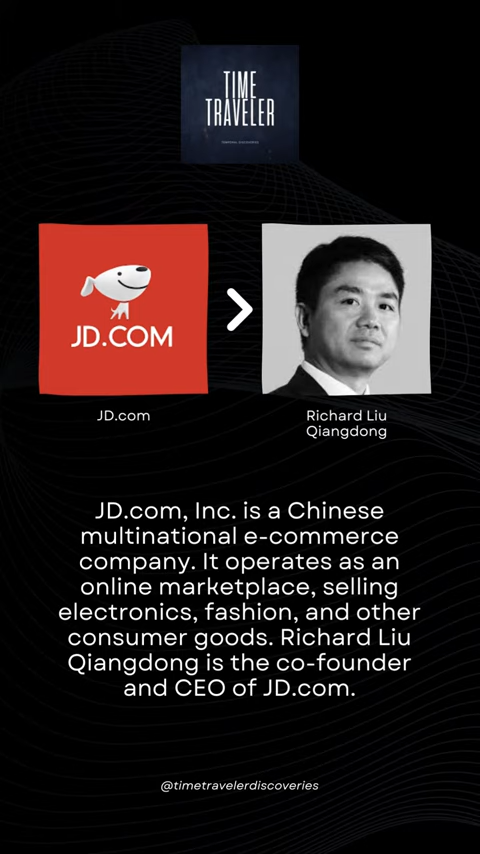 TIME
TRAVELER
JD.COM
JD.com
Richard Liu
Qiangdong
JD.com, Inc. is a Chinese
multinational e-commerce
company. It operates as an
online marketplace, selling
electronics, fashion, and other
consumer goods. Richard Liu
Qiangdong is the co-founder
and CEO of JD.com.
@timetravelerdiscoveries